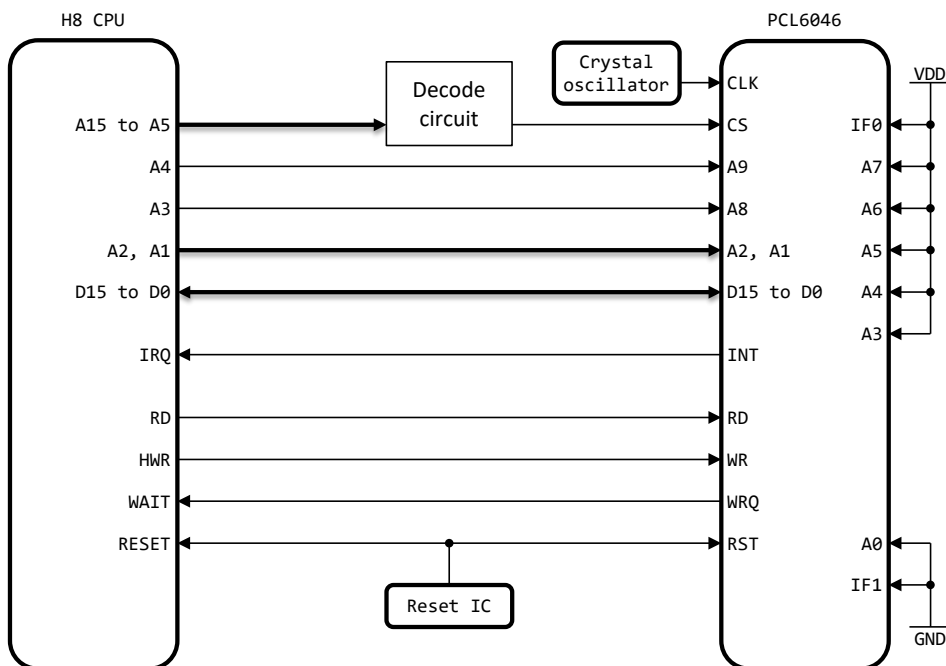 H8 CPU
PCL6046
Crystal
oscillator
CLK
VDD
Decode
circuit
A15 to A5
CS
IF0
A4
A9
A7
A3
A8
A6
A2, A1
A2, A1
A5
D15 to D0
D15 to D0
A4
A3
IRQ
INT
RD
RD
HWR
WR
WAIT
WRQ
RESET
RST
A0
IF1
Reset IC
GND